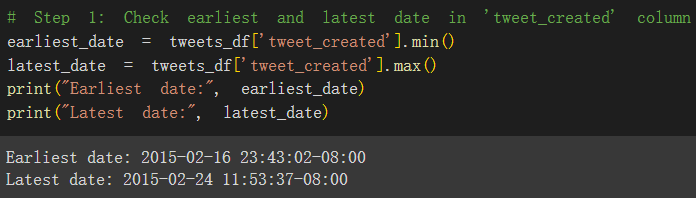 # Step 1: Check earliest and latest date in 'tweet_created' column
earliest_date = tweets_df['tweet_created'].min()
latest_date = tweets_df['tweet_created'].max()
print("Earliest date:", earliest_date)
print("Latest date:", latest_date)
Earliest date: 2015-02-16 23:43:02-08:00
Latest date: 2015-02-24 11:53:37-08:00